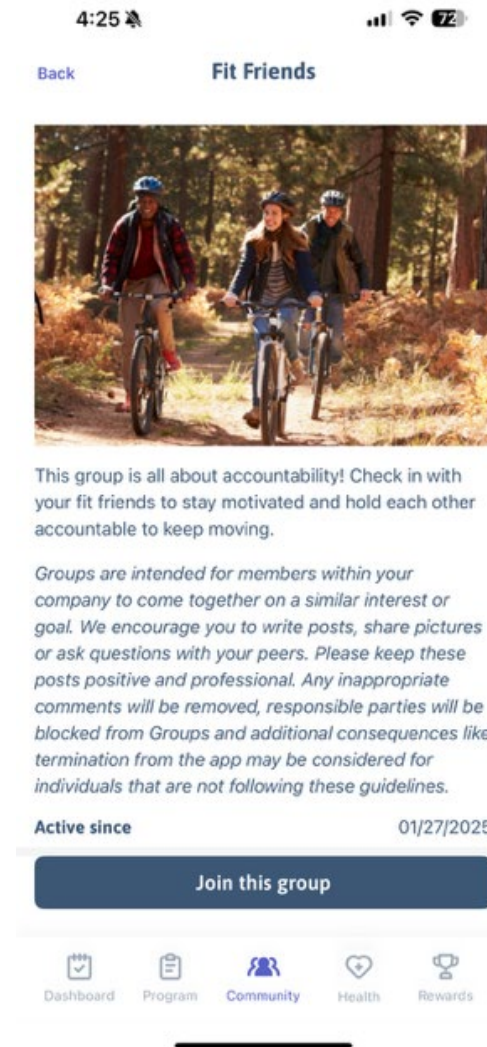 4:25 72
Back Fit Friends
This group is all about accountability! Check in with
your fit friends to stay motivated and hold each other
accountable to keep moving.
Groups are intended for members within your
company to come together on a similar interest or
goal. We encourage you to write posts, share pictures
or ask questions with your peers. Please keep these
posts positive and professional. Any inappropriate
comments will be removed, responsible parties will be
blocked from Groups and additional consequences like
termination from the app may be considered for
individuals that are not following these guidelines.
Active since 01/27/2025
Join this group
Dashboard Program Community Health Rewards